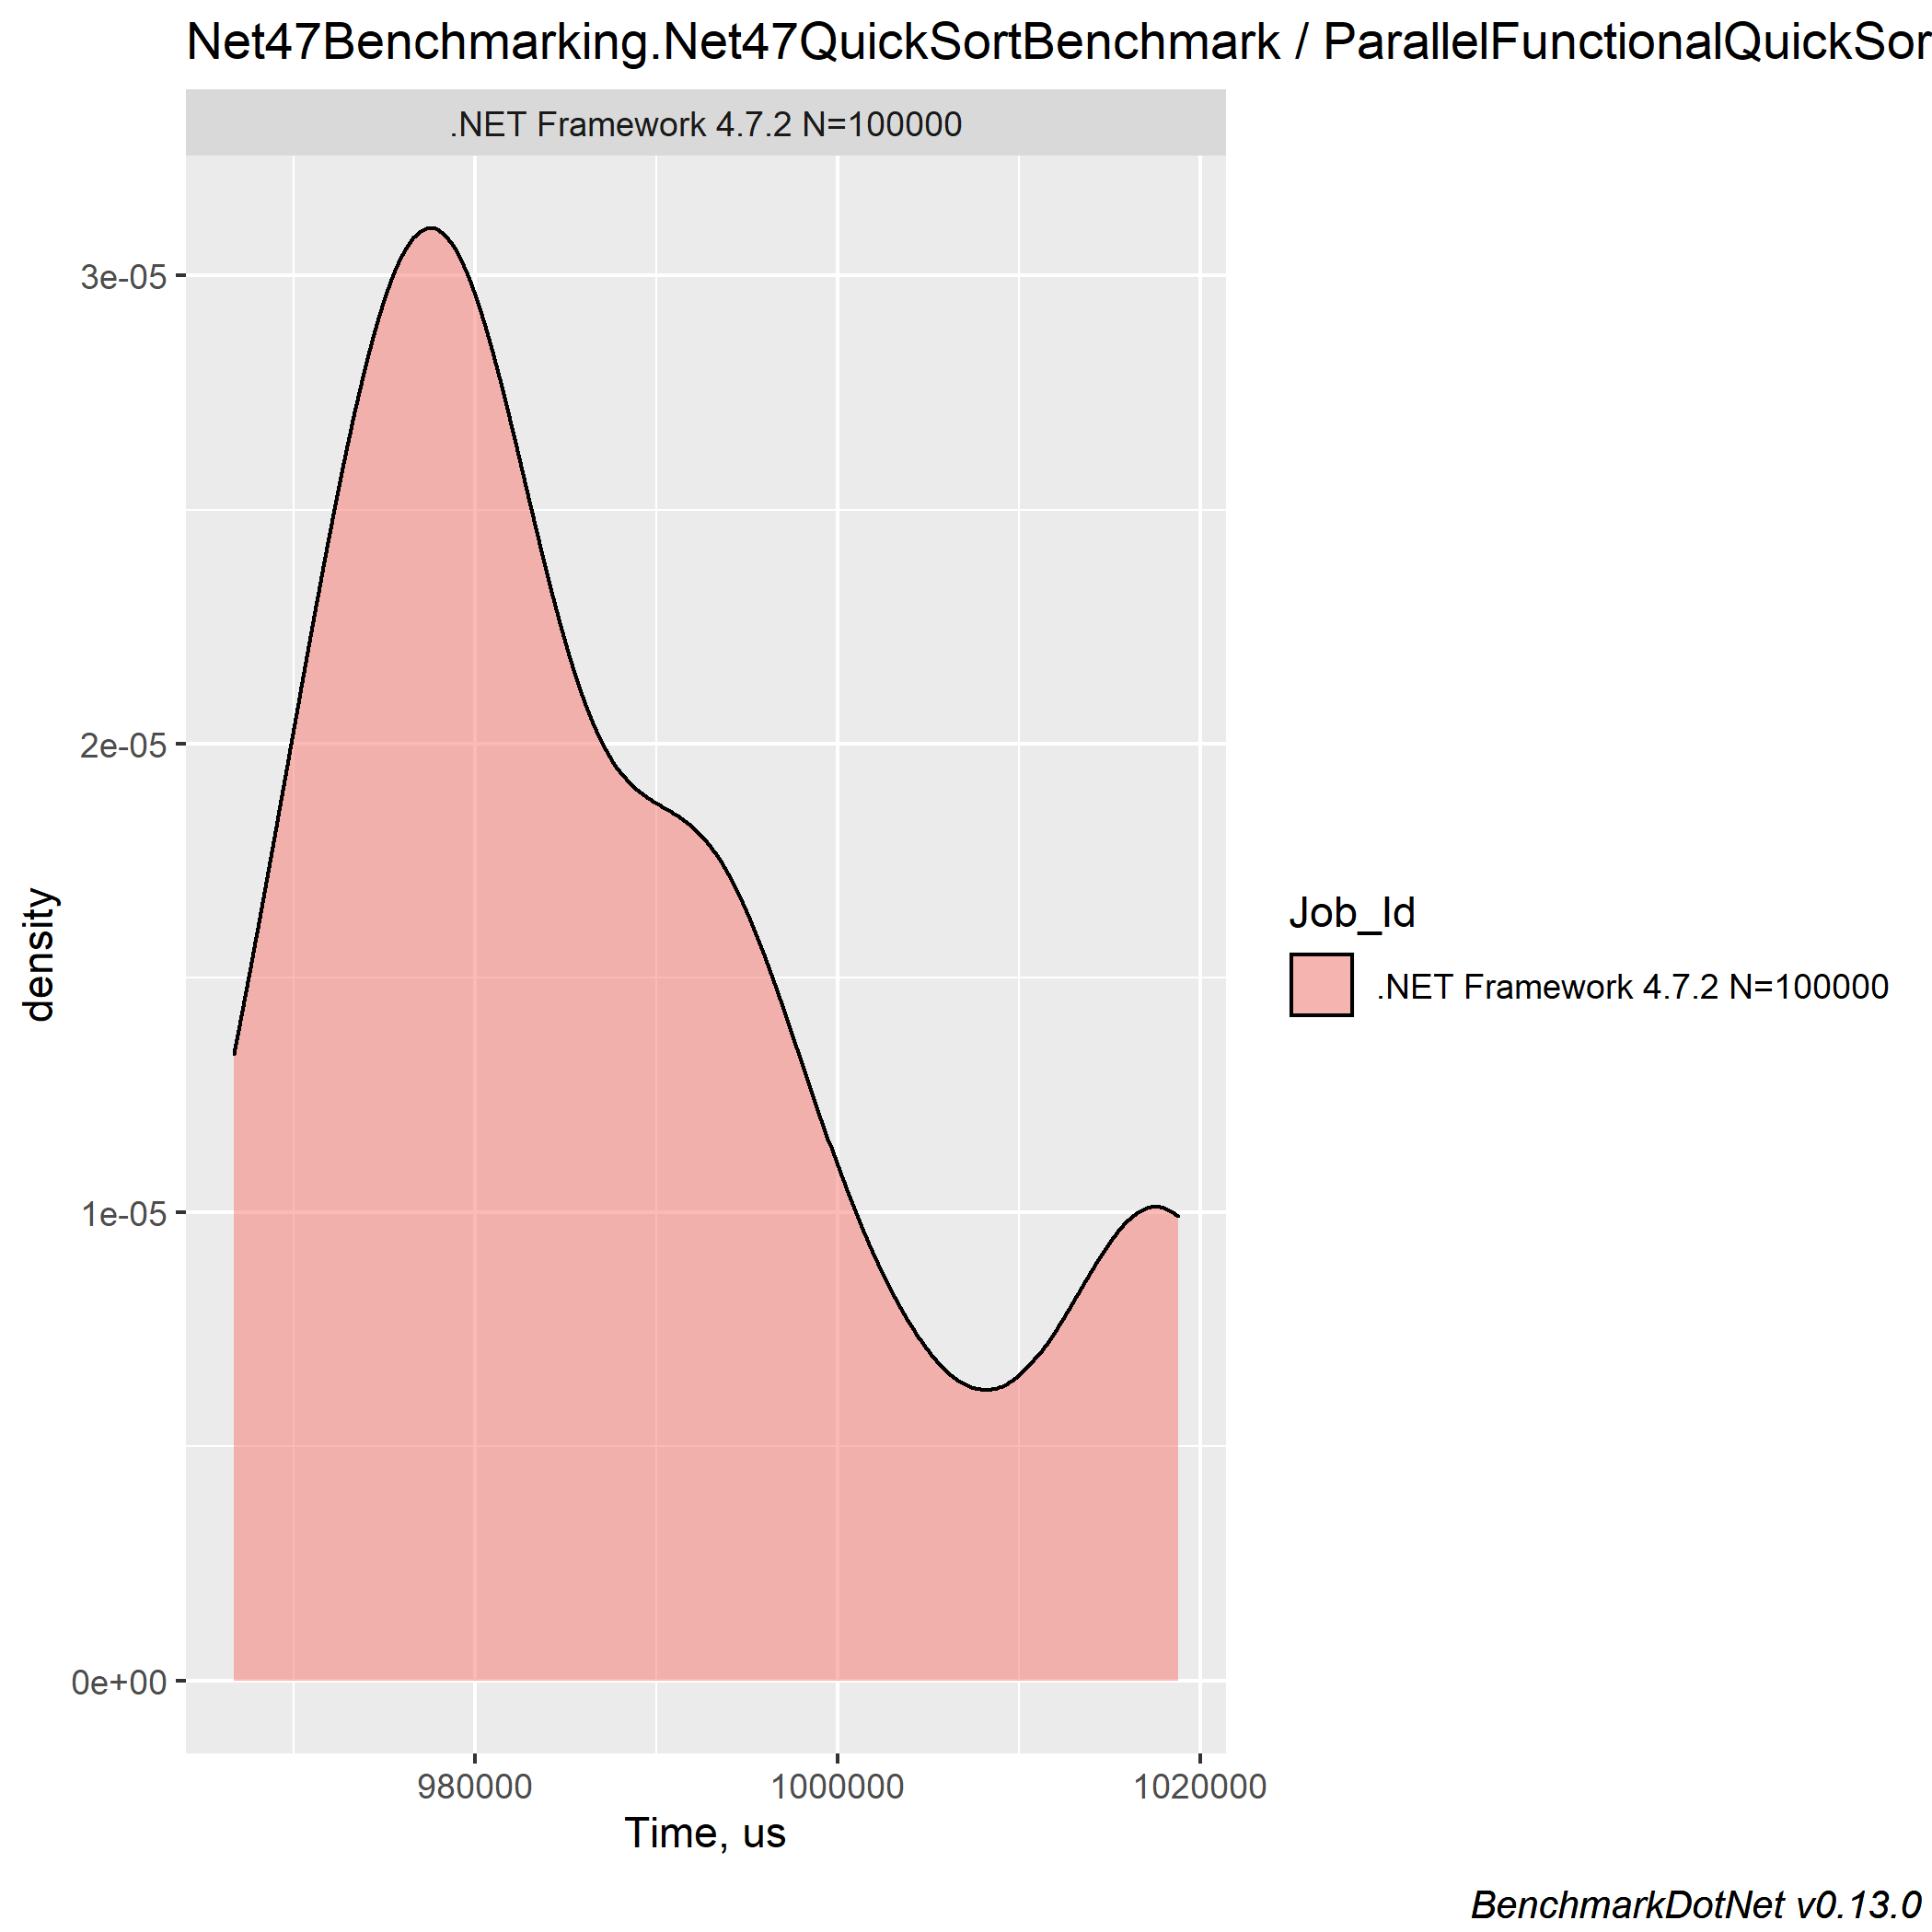 Net47Benchmarking.Net47QuickSortBenchmark / ParallelFunctionalQuickSor
.NET Framework 4.7.2 N=100000
3e-05
2e-05
1e-05
0e+00
density
980000 1000000 1020000
Time, us
Job_Id
.NET Framework 4.7.2 N=100000
BenchmarkDotNet v0.13.0